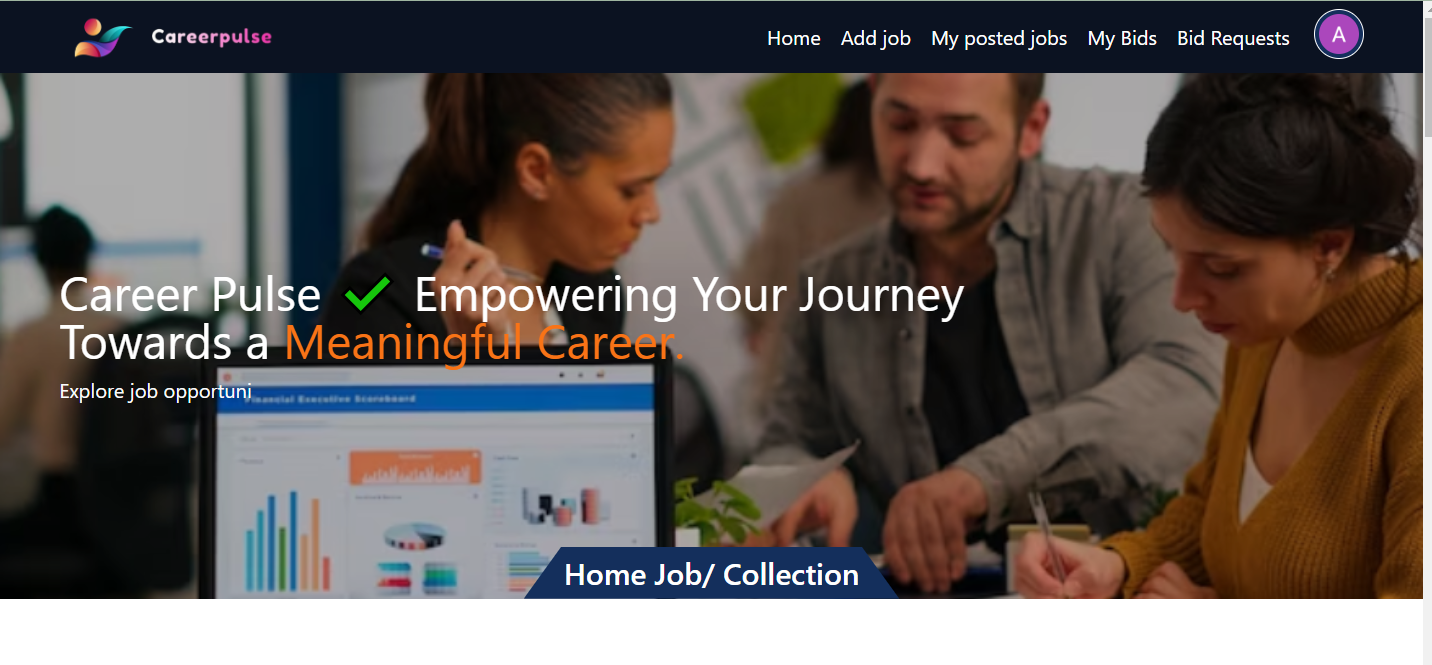 Careerpulse
Home Add job My posted jobs My Bids Bid Requests A
Career Pulse ✔ Empowering Your Journey
Towards a Meaningful Career.
Explore job opportuni
Financial Executive Scoreboard
Home Job/ Collection